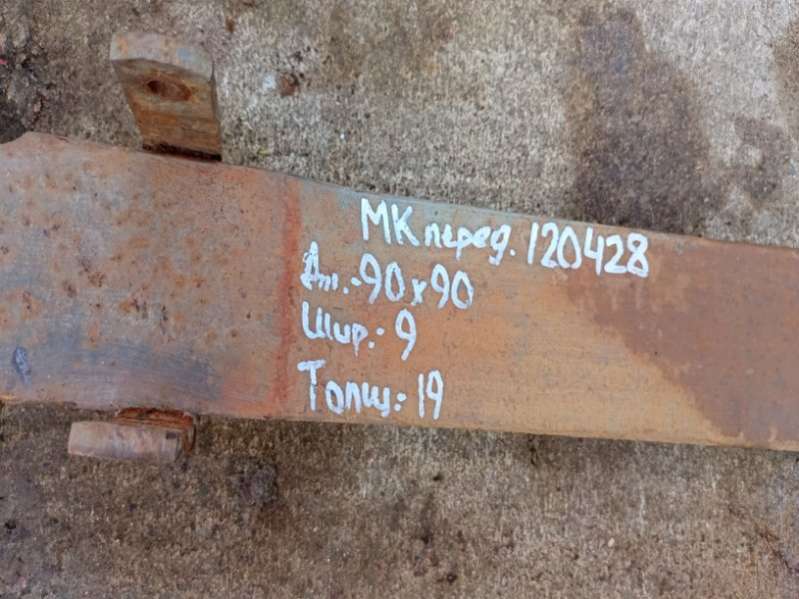 МК перед. 120428
Дл.-90х90
Шир.- 9
Толщ.- 19